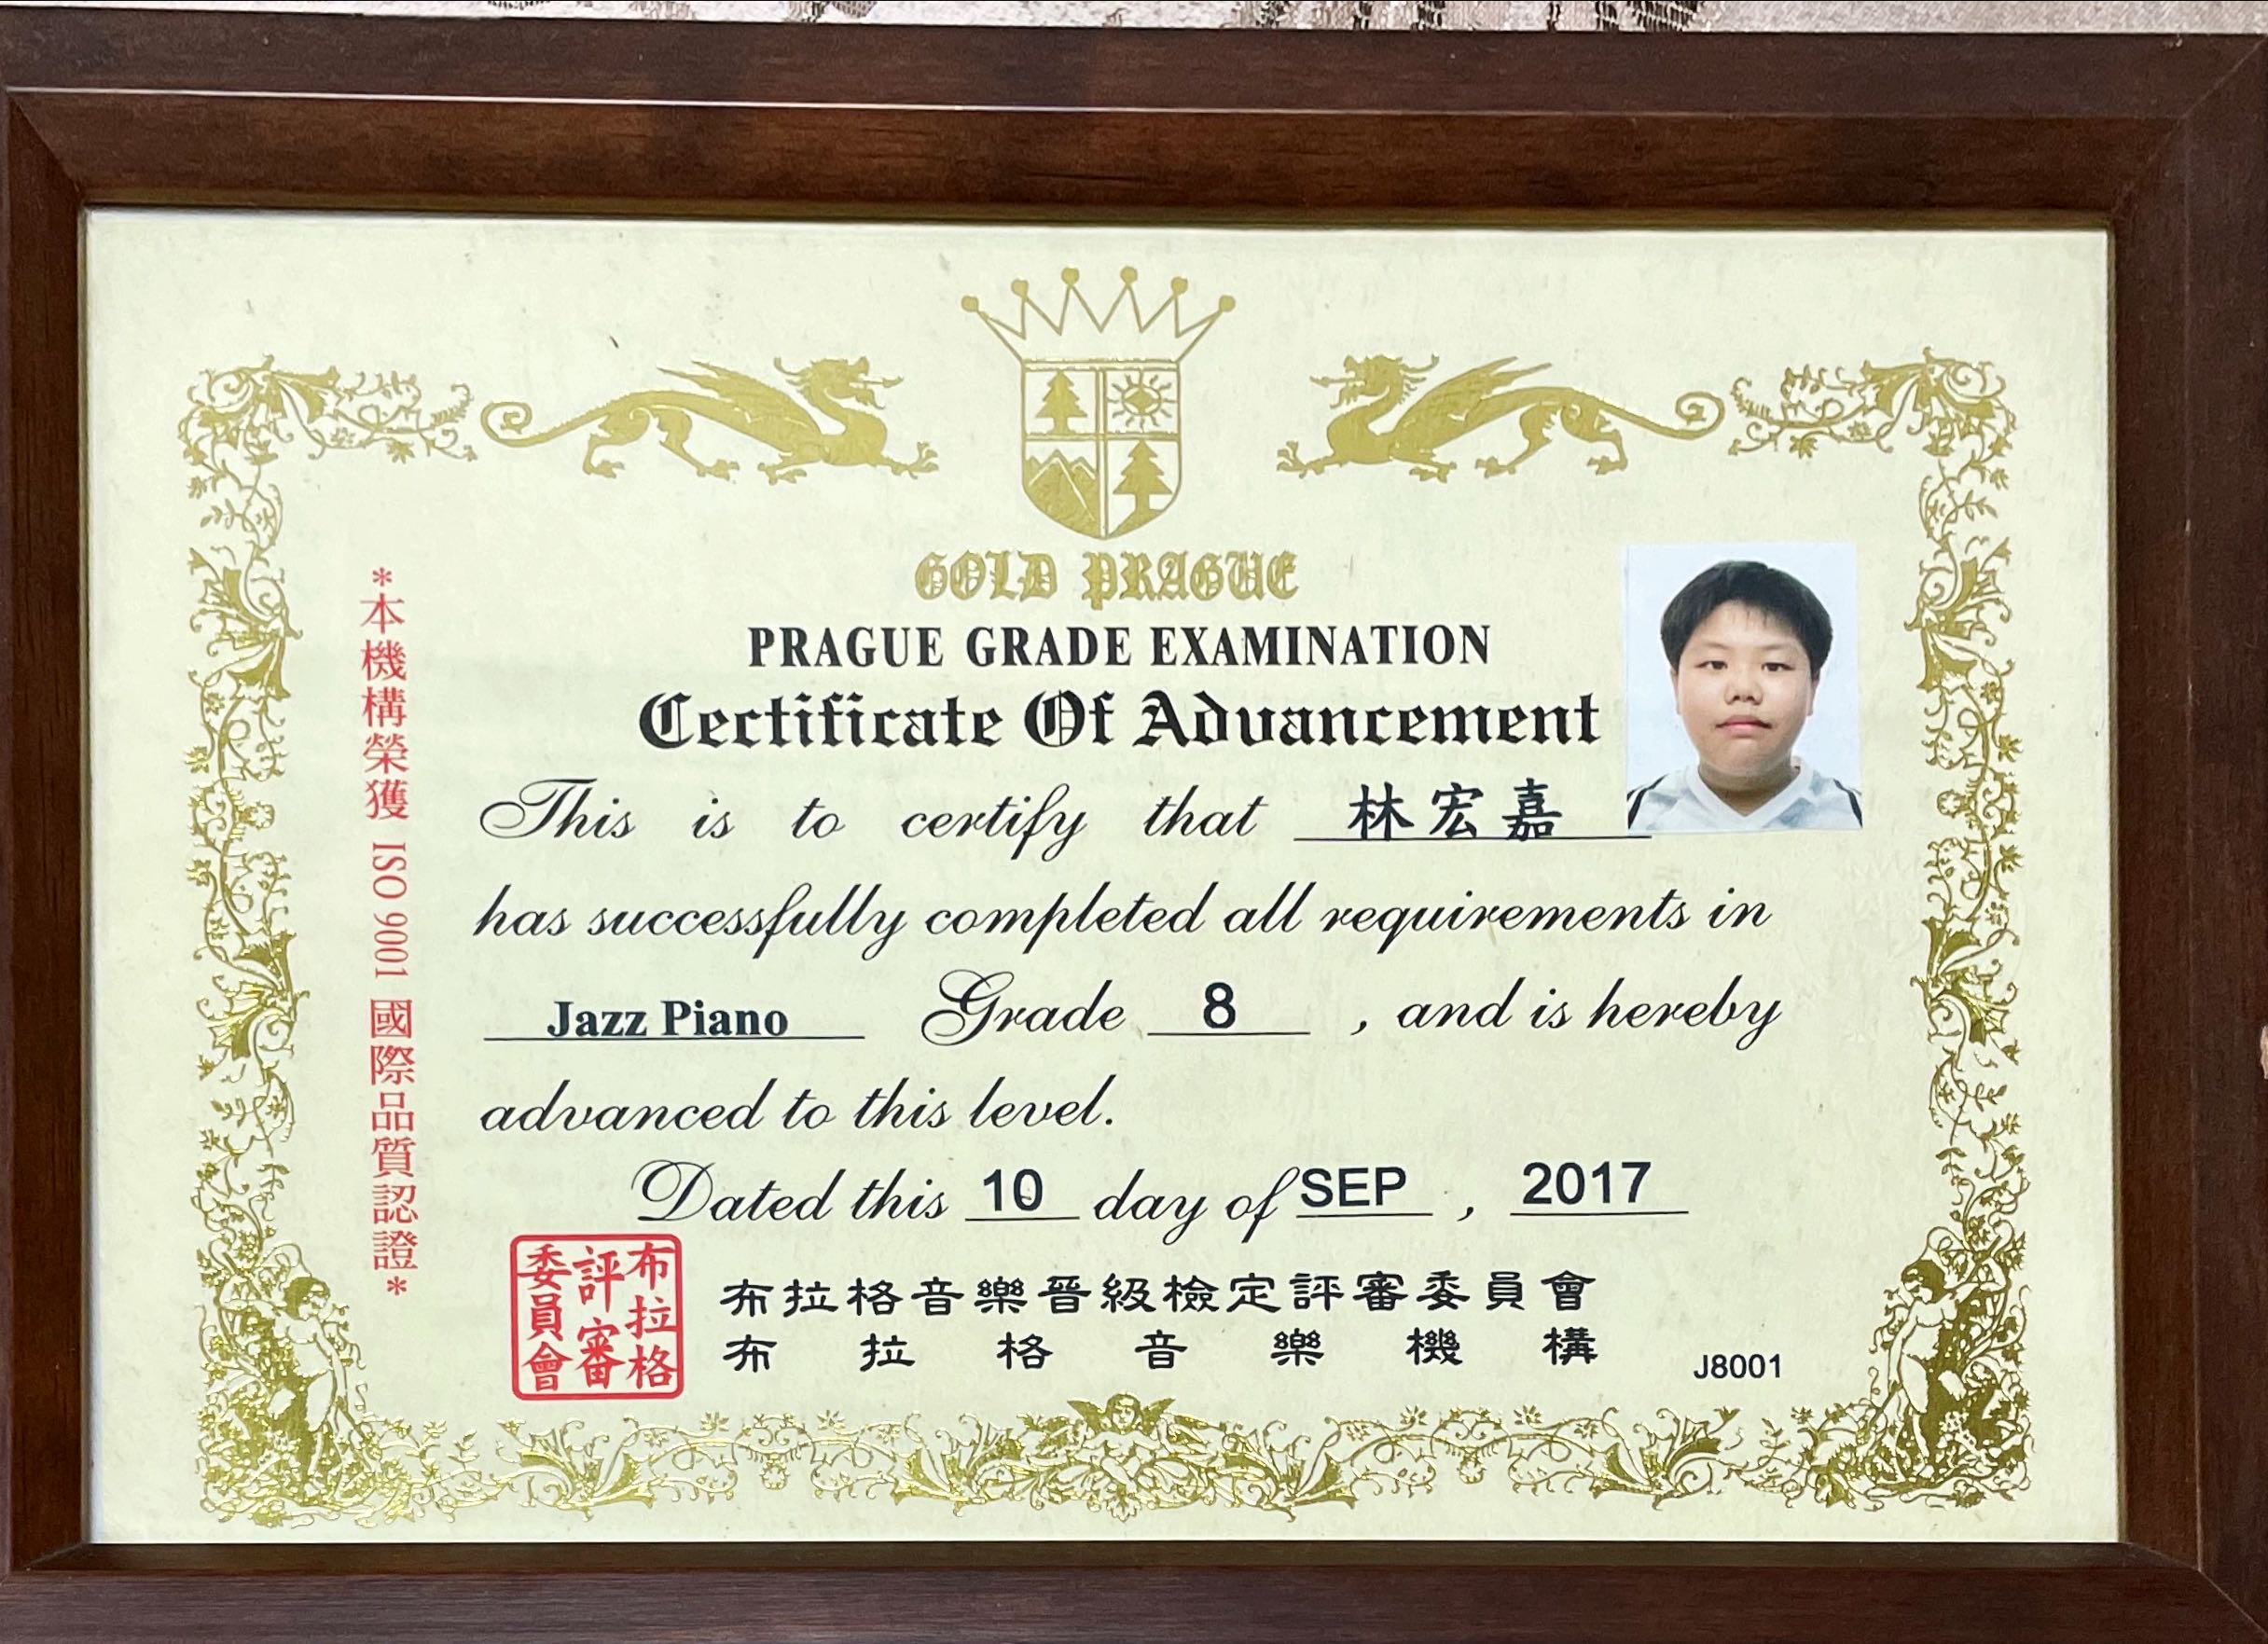 GOLD PRAGUE
PRAGUE GRADE EXAMINATION
Certificate Of Advancement
This is to certify that 林宏嘉
has successfully completed all requirements in
Jazz Piano Grade 8 , and is hereby
advanced to this level.
Dated this 10 day of SEP , 2017
布拉格音樂晉級檢定評審委員會
布拉格音樂機構
J8001
布拉格
評審
委員會
*本機構榮獲 ISO 9001 國際品質認證*